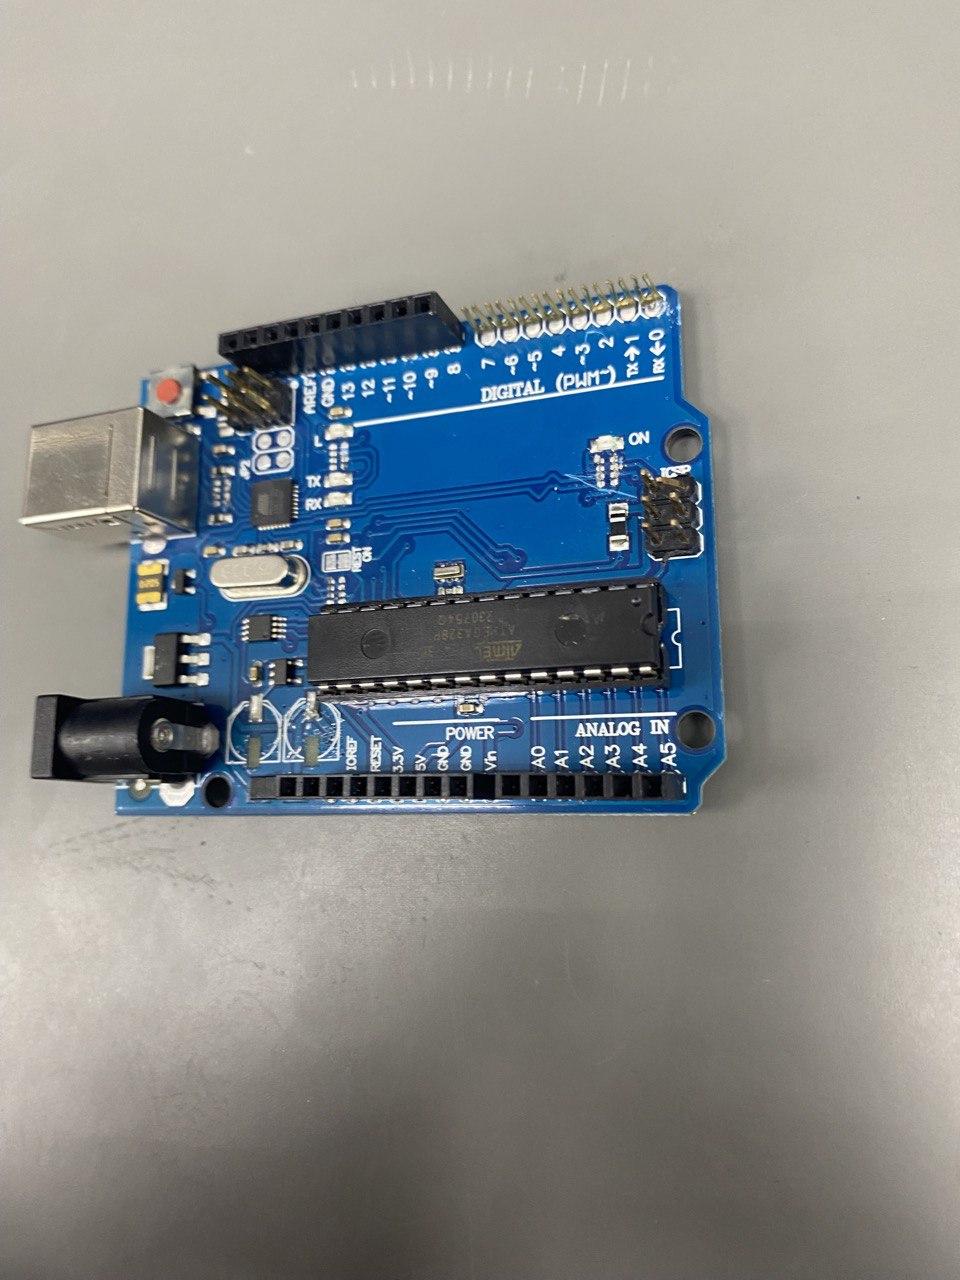 AREF
GND
13
12
~11
~10
~9
8
7
~6
~5
4
~3
2
TX→1
RX←0
DIGITAL (PWM~)
ON
ICSP
L
TX
RX
ATMEL
ATMEGA328P
POWER
ANALOG IN
IOREF
RESET
3.3V
5V
GND
GND
Vin
A0
A1
A2
A3
A4
A5